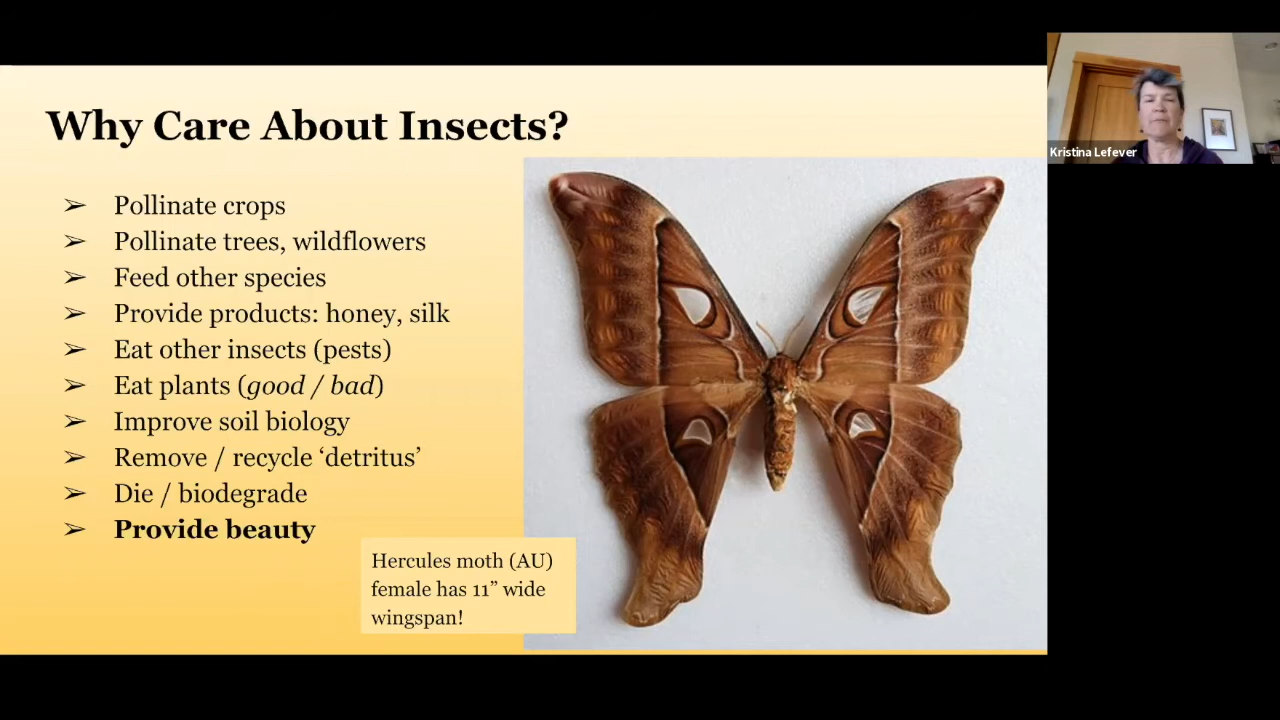 Why Care About Insects?
➢ Pollinate crops
➢ Pollinate trees, wildflowers
➢ Feed other species
➢ Provide products: honey, silk
➢ Eat other insects (pests)
➢ Eat plants (good / bad)
➢ Improve soil biology
➢ Remove / recycle ‘detritus’
➢ Die / biodegrade
➢ Provide beauty
Hercules moth (AU)
female has 11” wide
wingspan!
Kristina Lefever